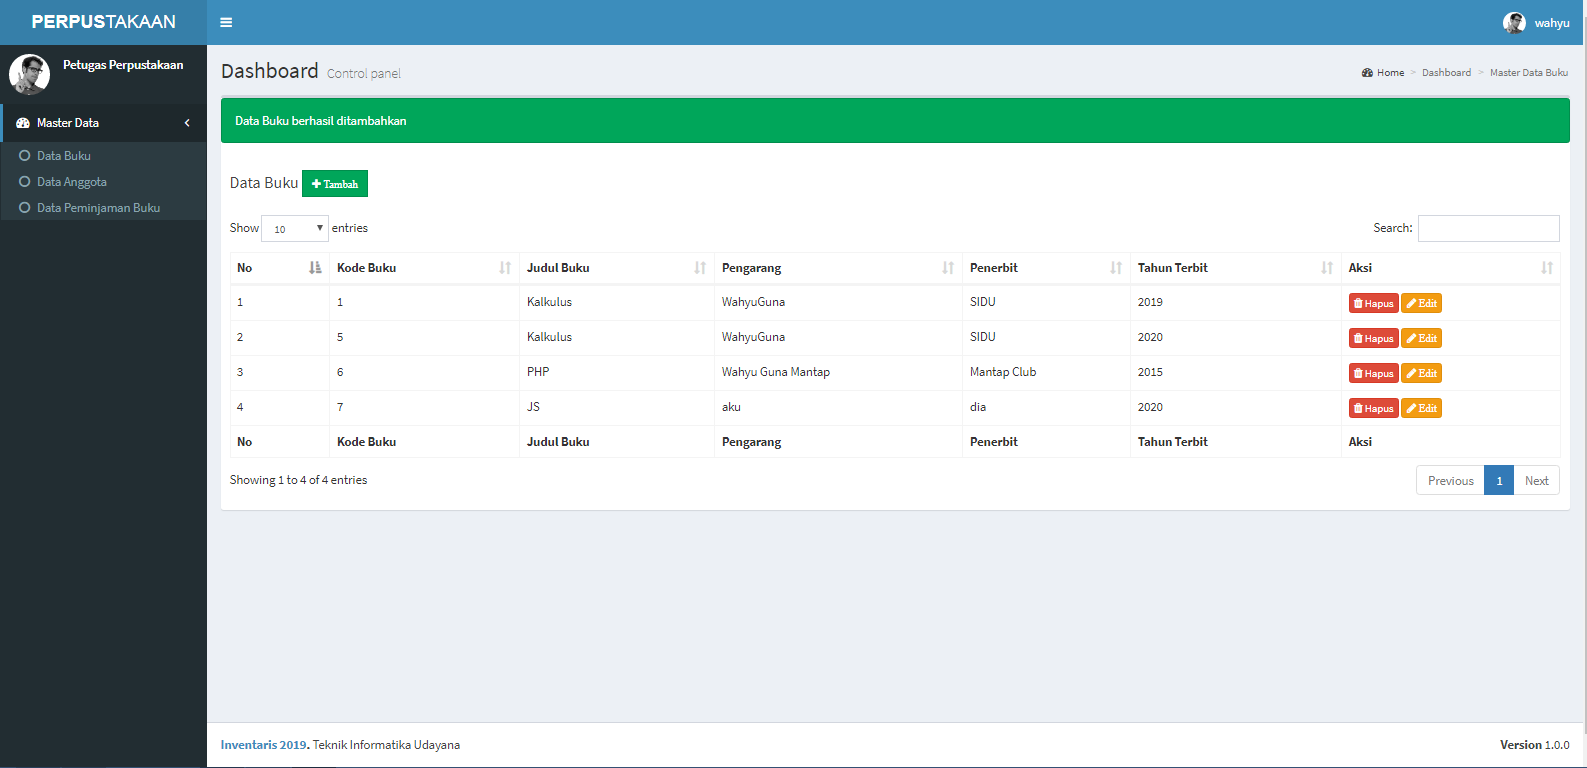 PERPUSTAKAAN
wahyu
Petugas Perpustakaan
Master Data
Data Buku
Data Anggota
Data Peminjaman Buku
Dashboard Control panel
Home > Dashboard > Master Data Buku
Data Buku berhasil ditambahkan
Data Buku Tambah
Show 10 entries Search:
No Kode Buku Judul Buku Pengarang Penerbit Tahun Terbit Aksi
1 1 Kalkulus WahyuGuna SIDU 2019 Hapus Edit
2 5 Kalkulus WahyuGuna SIDU 2020 Hapus Edit
3 6 PHP Wahyu Guna Mantap Mantap Club 2015 Hapus Edit
4 7 JS aku dia 2020 Hapus Edit
No Kode Buku Judul Buku Pengarang Penerbit Tahun Terbit Aksi
Showing 1 to 4 of 4 entries Previous 1 Next
Inventaris 2019. Teknik Informatika Udayana Version 1.0.0